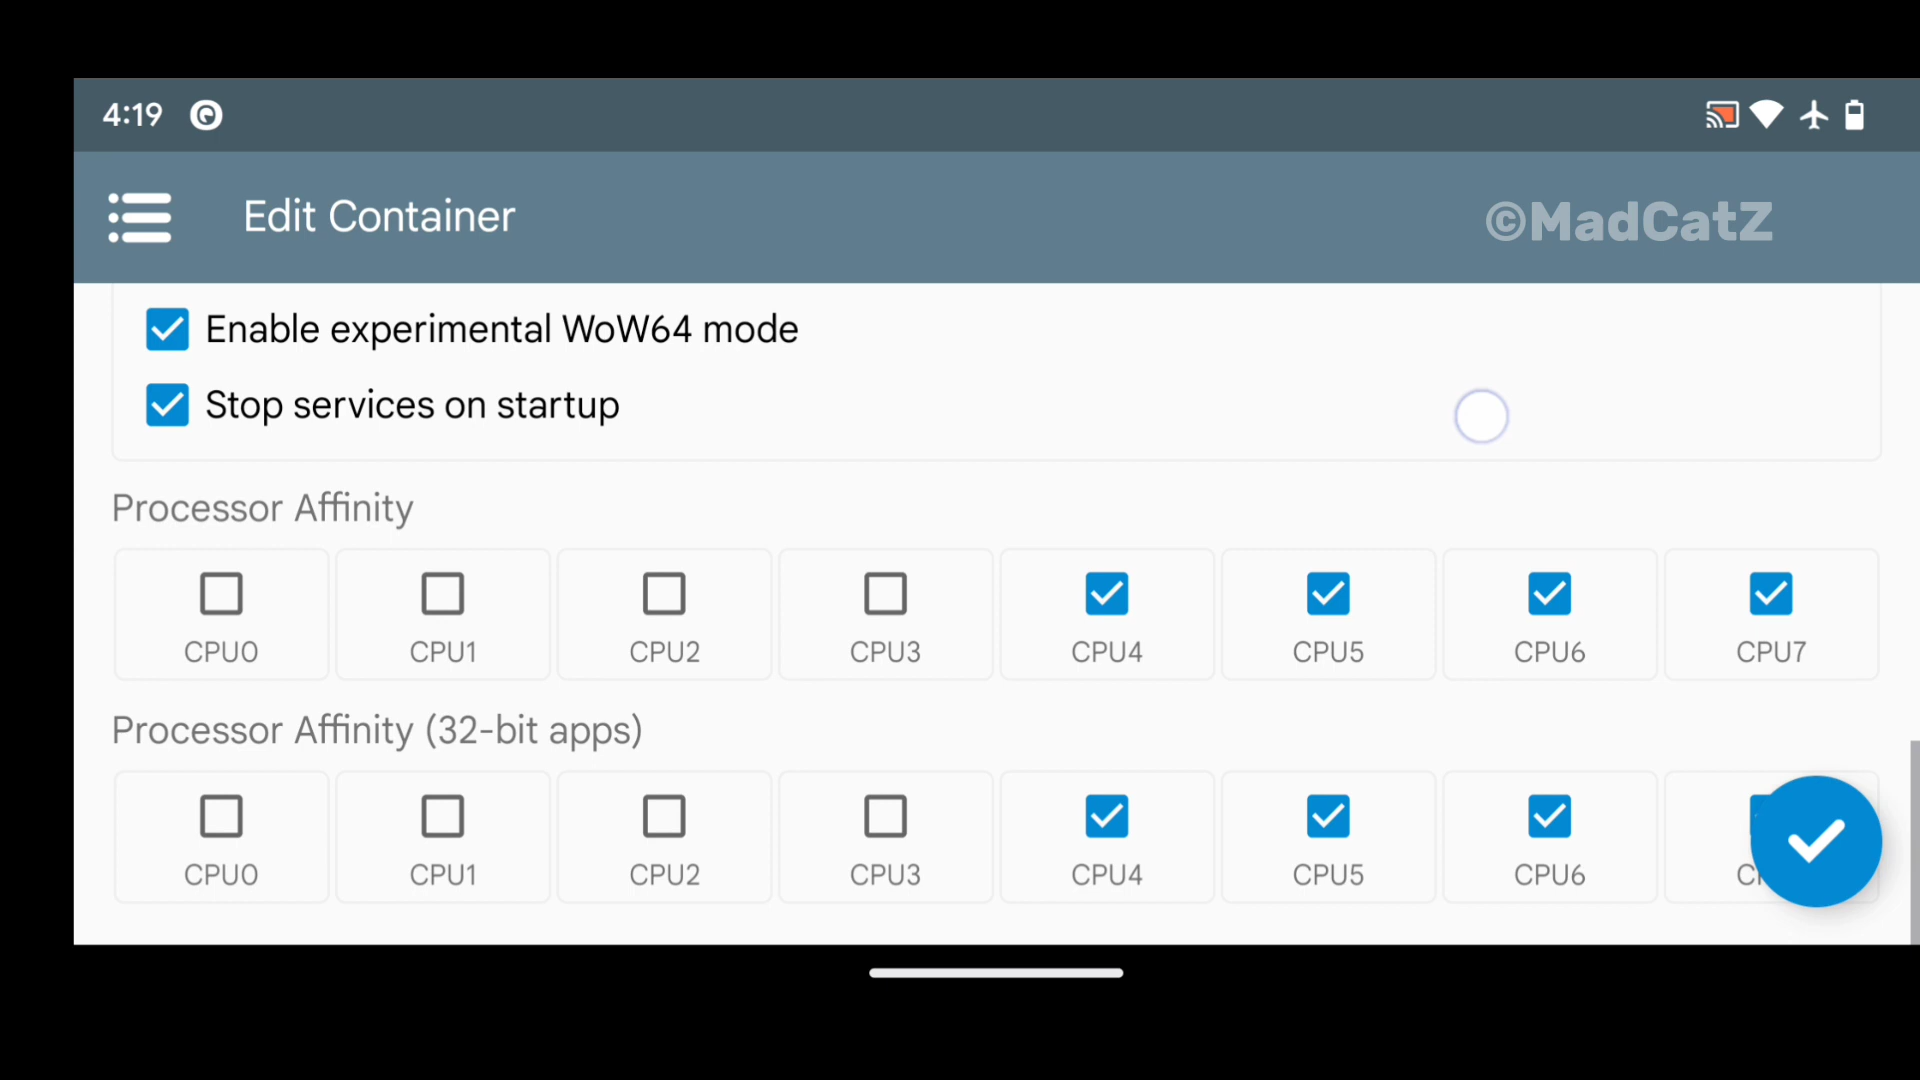 4:19
Edit Container
©MadCatZ
Enable experimental WoW64 mode
Stop services on startup
Processor Affinity
CPU0 CPU1 CPU2 CPU3 CPU4 CPU5 CPU6 CPU7
Processor Affinity (32-bit apps)
CPU0 CPU1 CPU2 CPU3 CPU4 CPU5 CPU6